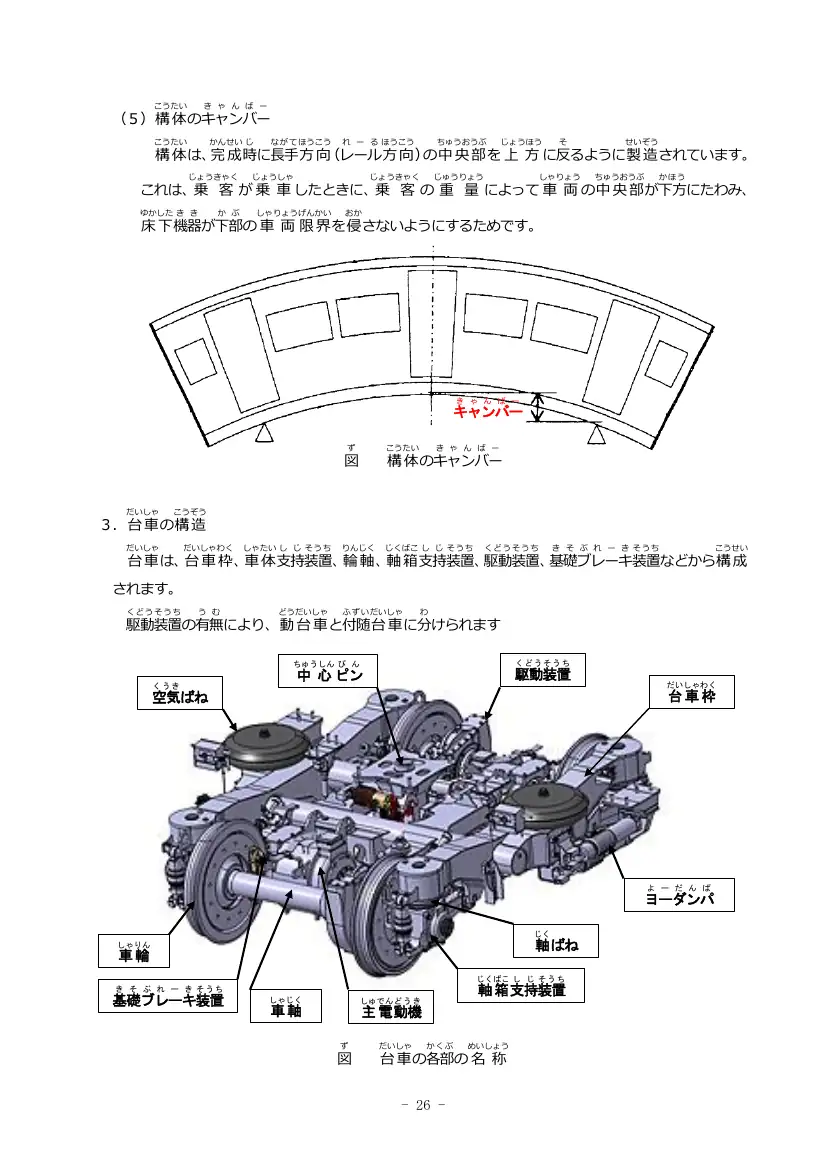 （5）構体のキャンバー
構体は、完成時に長手方向（レール方向）の中央部を上方に反るように製造されています。
これは、乗客が乗車したときに、乗客の重量によって車両の中央部が下方にたわみ、
床下機器が下部の車両限界を侵さないようにするためです。
キャンバー
図　構体のキャンバー
3．台車の構造
台車は、台車枠、車体支持装置、輪軸、軸箱支持装置、駆動装置、基礎ブレーキ装置などから構成
されます。
駆動装置の有無により、動台車と付随台車に分けられます
中心ピン
駆動装置
空気ばね
台車枠
ヨーダンパ
軸ばね
車輪
軸箱支持装置
基礎ブレーキ装置
車軸
主電動機
図　台車の各部の名称
- 26 -